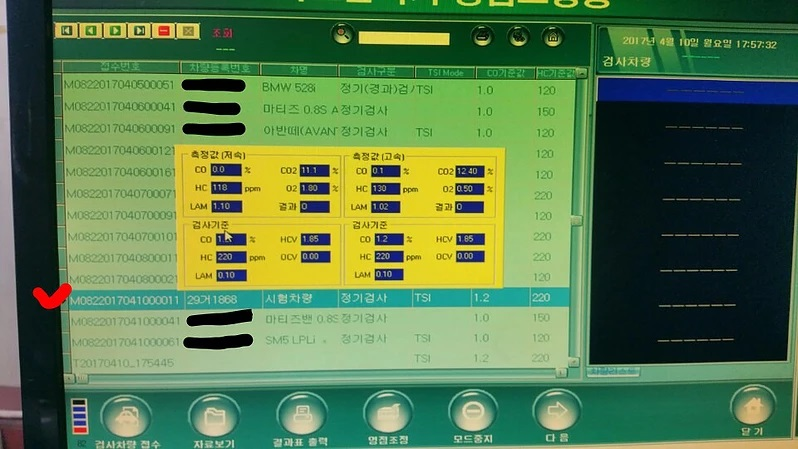 조회
2017년 4월 10일 월요일 17:57:32
검사차량
접수번호 차량등록번호 차명 검사구분 TSI Mode CO기준값 HC기준값
M0822017040500051 BMW 528i 정기(경과)검 TSI 1.0 120
M0822017040600041 마티즈 0.8S 정기검사 1.0 150
M0822017040600091 아반떼(AVAN 정기검사 TSI 1.0 120
M082201704060012 120
M08220170406001 120
M08220170407000 220
M08220170407000 120
M08220170407001 220
M08220170408000 220
M08220170408000 120
측정값 (저속)
CO 0.0 % CO2 11.1 %
HC 118 ppm O2 1.80 %
LAM 1.10 결과 0
측정값 (고속)
CO 0.1 % CO2 12.40 %
HC 130 ppm O2 0.50 %
LAM 1.02 결과 0
검사기준
CO % HCV 1.85
HC 220 ppm OCV 0.00
LAM 0.10
검사기준
CO 1.2 % HCV 1.85
HC 220 ppm OCV 0.00
LAM 0.10
M0822017041000011 29거1868 시험차량 정기검사 TSI 1.2 220
M0822017041000041 마티즈밴 0.8S 정기검사 1.0 150
M0822017041000061 SM5 LPLi 정기검사 TSI 1.0 120
T20170410_175445 TSI 1.2 220
차량리스트
검사차량 접수 자료보기 결과표 출력 영점조정 모드중지 다 음 닫 기